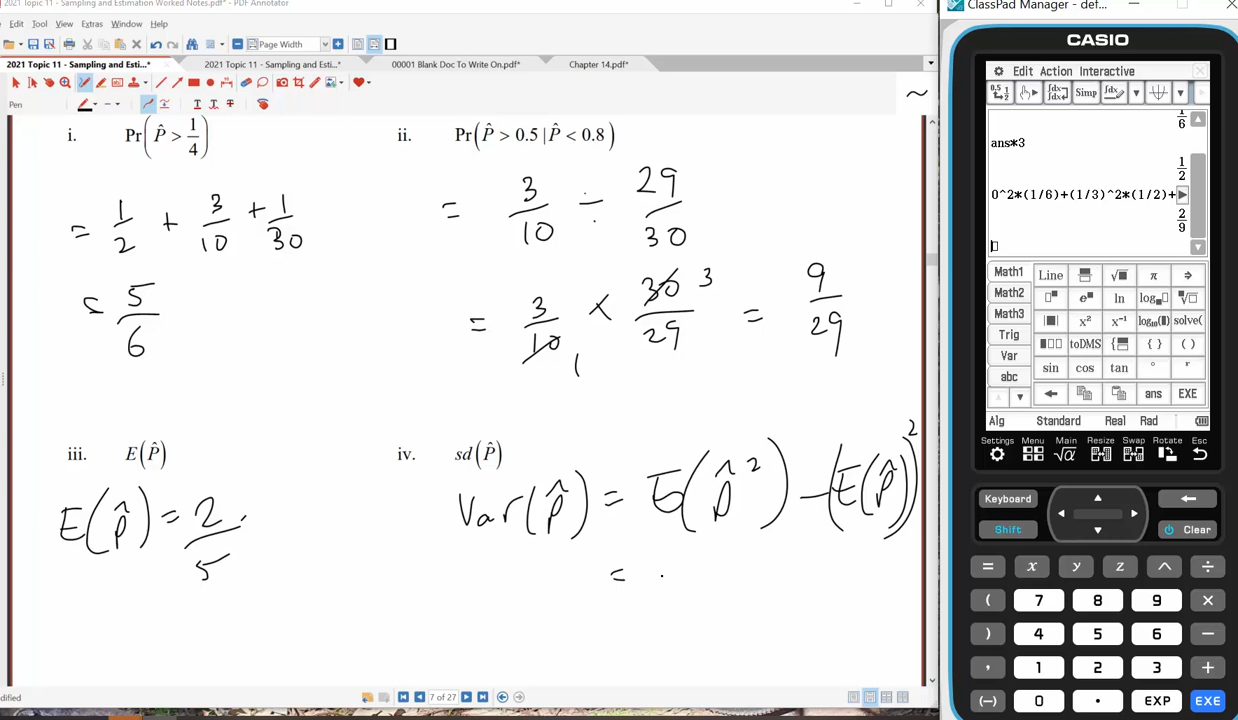 2021 Topic 11 - Sampling and Estimation Worked Notes.* - PDF Annotator
Edit Tool View Extras Window Help
Page Width
2021 Topic 11 - Sampling and Esti...*
2021 Topic 11 - Sampling and Esti...*
00001 Blank Doc To Write On.pdf*
Chapter 14.pdf*
Pen
i. Pr(P̂ > 1/4)
= 1/2 + 3/10 + 1/30
= 5/6
ii. Pr(P̂ > 0.5 | P̂ < 0.8)
= 3/10 ÷ 29/30
= 3/10 1 × 30/29 3 = 9/29
iii. E(P̂)
E(p̂) = 2/5
iv. sd(P̂)
Var(p̂) = E(p̂²) − (E(p̂))²
=
7 of 27
dified
ClassPad Manager - def...
CASIO
Edit Action Interactive
Simp
1/6
ans*3
1/2
0^2*(1/6)+(1/3)^2*(1/2)+
2/9
Math1 Line √ π ⇒
Math2 e ln log √
Math3 x² x⁻¹ log₁₀( solve(
Trig toDMS { } ( )
Var sin cos tan ° r
abc ans EXE
Alg Standard Real Rad
Settings Menu Main Resize Swap Rotate Esc
Keyboard
Shift Clear
= x y z ^ ÷
( 7 8 9 ×
) 4 5 6 −
, 1 2 3 +
(−) 0 . EXP EXE